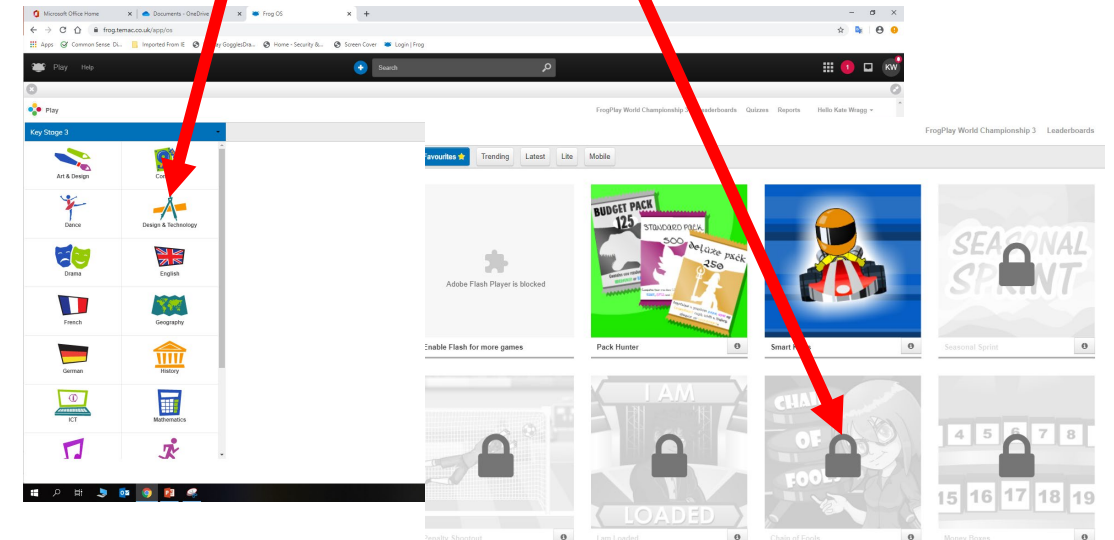 Microsoft Office Home
Documents - OneDrive
Frog OS
frog.temac.co.uk/app/os
Apps
Common Sense Di...
Imported From IE
GogglesDra...
Home - Security &...
Screen Cover
Login | Frog
Play
Help
Search
1
KW
Play
FrogPlay World Championship 3
Quizzes
Reports
Hello Kate Wragg
FrogPlay World Championship 3
Leaderboards
Key Stage 3
Favourites
Trending
Latest
Lite
Mobile
Art & Design
Dance
Design & Technology
Drama
English
French
Geography
German
History
ICT
Mathematics
Adobe Flash Player is blocked
Enable Flash for more games
BUDGET PACK
125
STANDARD PACK
500
deluxe pack
250
Pack Hunter
Smart
SEASONAL
SPRINT
Seasonal Sprint
I AM
LOADED
CHAIN
OF
FOOLS
4 5 6 7 8
15 16 17 18 19
Penalty Shootout
I am Loaded
Chain of Fools
Money Boxes